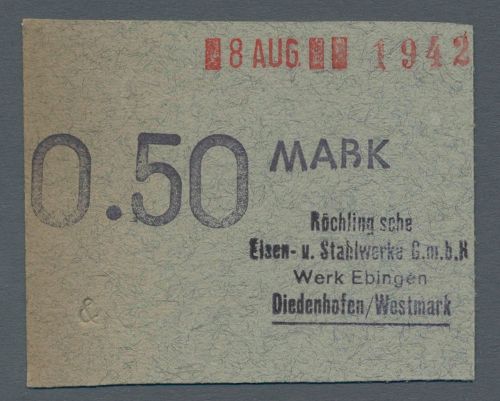 8 AUG. 1942
0.50 MARK
Röchling sche
Eisen- u. Stahlwerke G.m.b.H
Werk Ebingen
Diedenhofen/Westmark
&